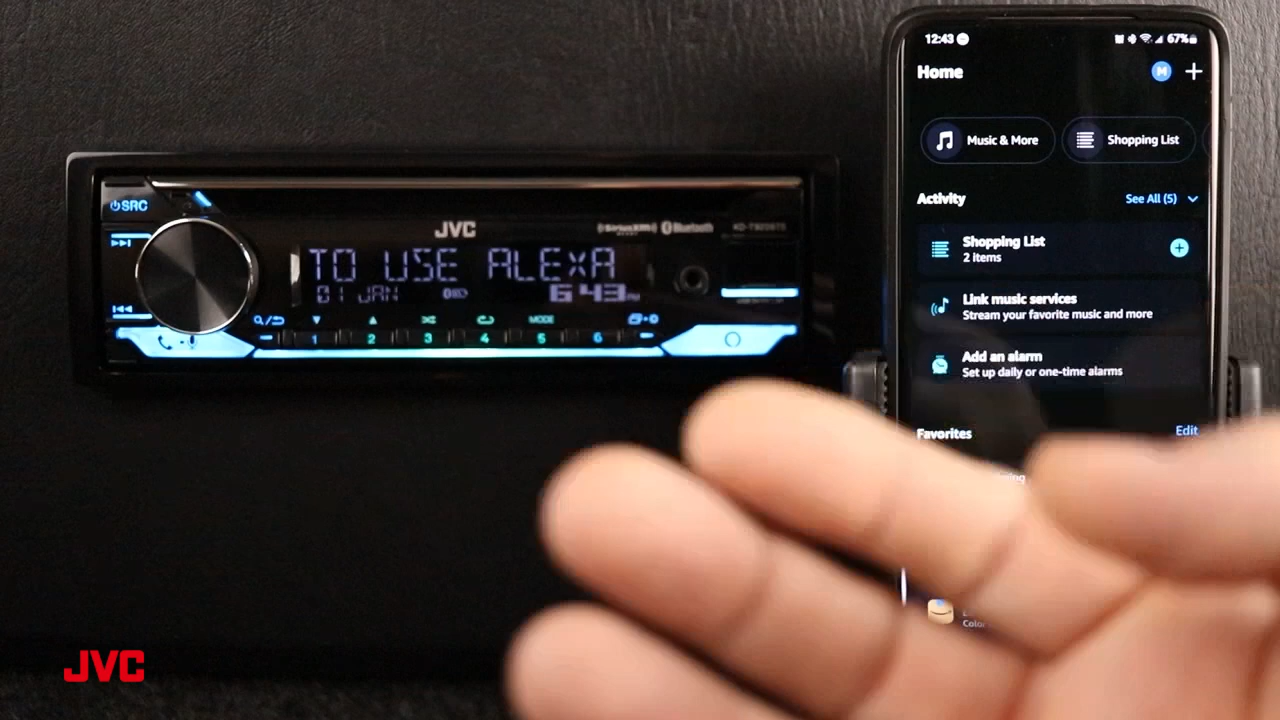 SRC
JVC
SiriusXM
Bluetooth
TO USE ALEXA
01 JAN
6:43PM
MODE
1 2 3 4 5 6
12:43
67%
Home
M
Music & More
Shopping List
Activity
See All (5)
Shopping List
2 items
Link music services
Stream your favorite music and more
Add an alarm
Set up daily or one-time alarms
Favorites
Edit
JVC